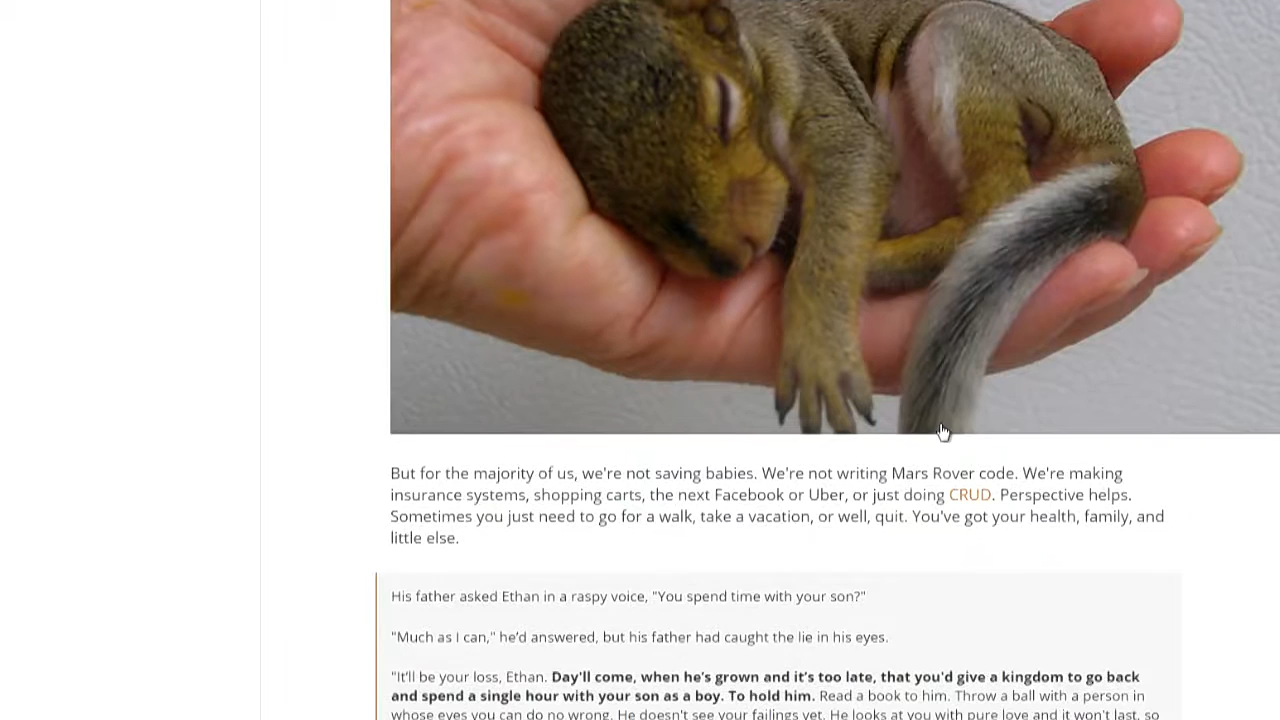 But for the majority of us, we're not saving babies. We're not writing Mars Rover code. We're making
insurance systems, shopping carts, the next Facebook or Uber, or just doing CRUD. Perspective helps.
Sometimes you just need to go for a walk, take a vacation, or well, quit. You've got your health, family, and
little else.
His father asked Ethan in a raspy voice, "You spend time with your son?"
"Much as I can," he'd answered, but his father had caught the lie in his eyes.
"It'll be your loss, Ethan. Day'll come, when he's grown and it's too late, that you'd give a kingdom to go back
and spend a single hour with your son as a boy. To hold him. Read a book to him. Throw a ball with a person in
whose eyes you can do no wrong. He doesn't see your failings yet. He looks at you with pure love and it won't last, so